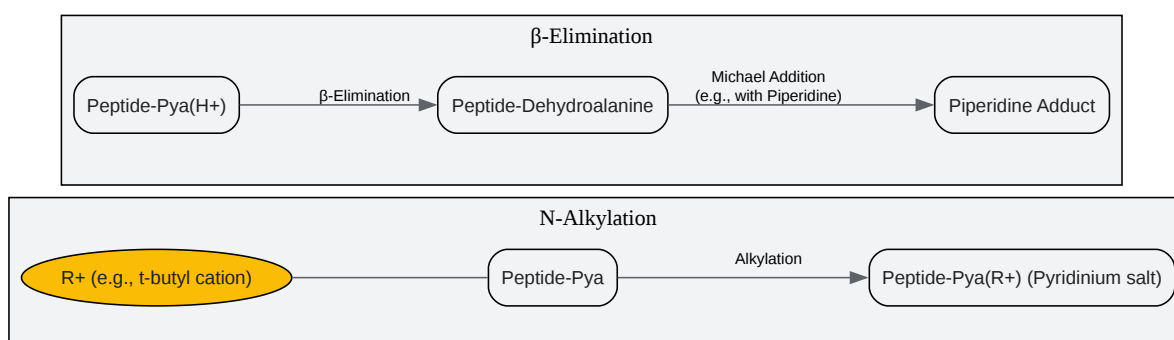 β-Elimination
Peptide-Pya(H+)
β-Elimination
Peptide-Dehydroalanine
Michael Addition
(e.g., with Piperidine)
Piperidine Adduct
N-Alkylation
R+ (e.g., t-butyl cation)
Peptide-Pya
Alkylation
Peptide-Pya(R+) (Pyridinium salt)